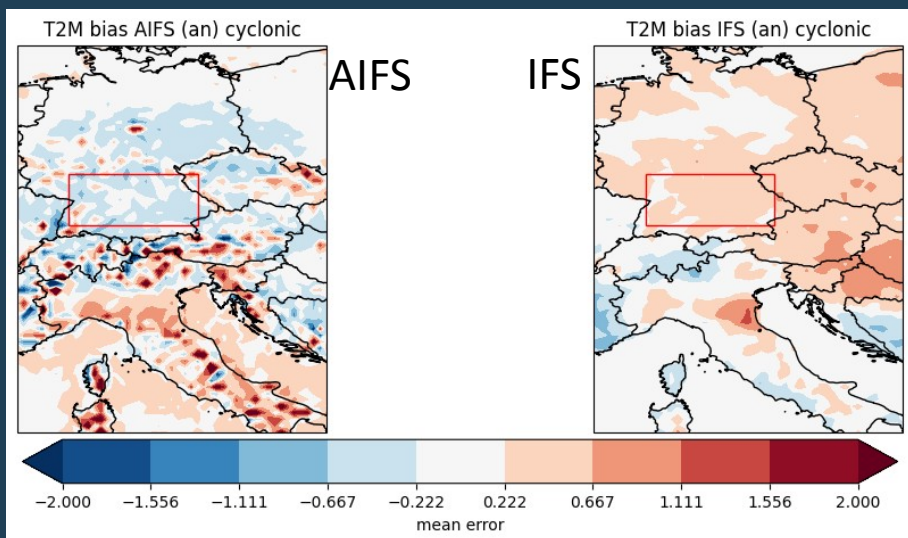 T2M bias AIFS (an) cyclonic
T2M bias IFS (an) cyclonic
AIFS
IFS
−2.000 −1.556 −1.111 −0.667 −0.222 0.222 0.667 1.111 1.556 2.000
mean error